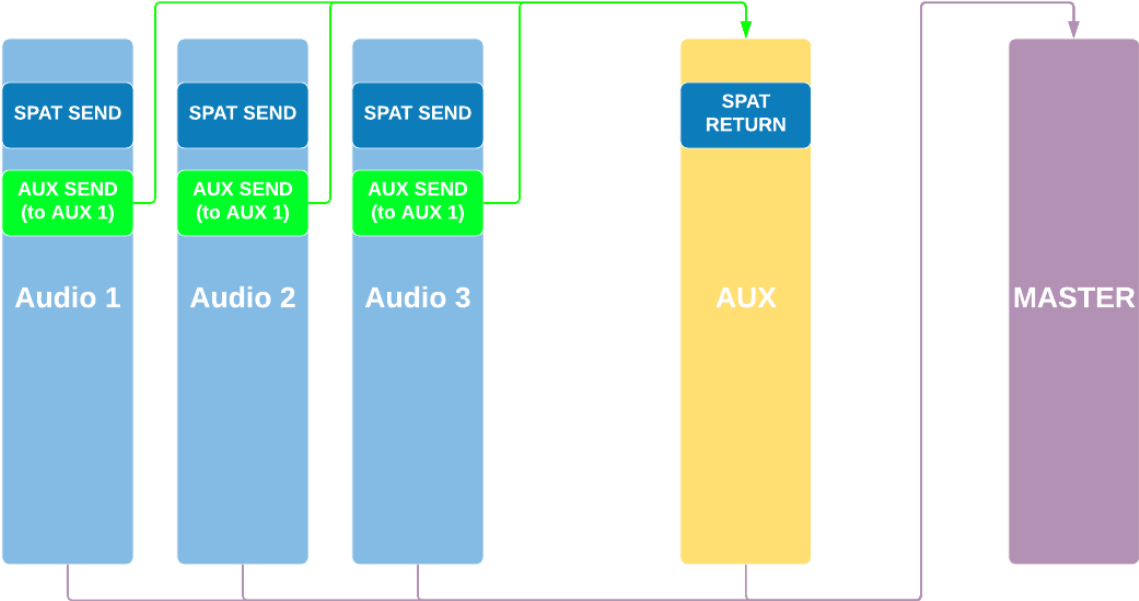 SPAT SEND
SPAT SEND
SPAT SEND
SPAT
RETURN
AUX SEND
(to AUX 1)
AUX SEND
(to AUX 1)
AUX SEND
(to AUX 1)
Audio 1
Audio 2
Audio 3
AUX
MASTER